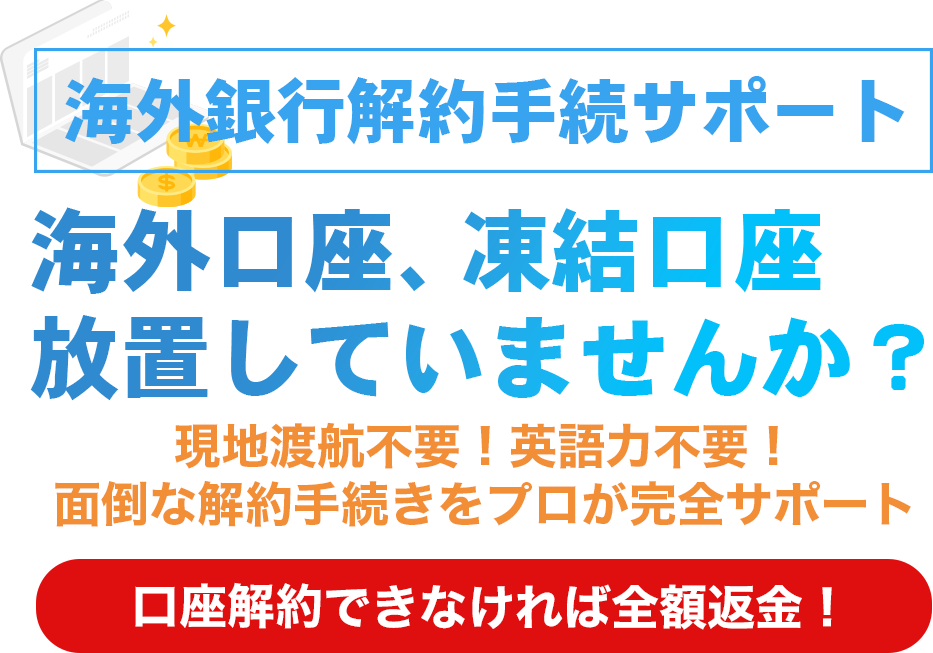 海外銀行解約手続サポート
海外口座、凍結口座
放置していませんか？
現地渡航不要！英語力不要！
面倒な解約手続きをプロが完全サポート
口座解約できなければ全額返金！